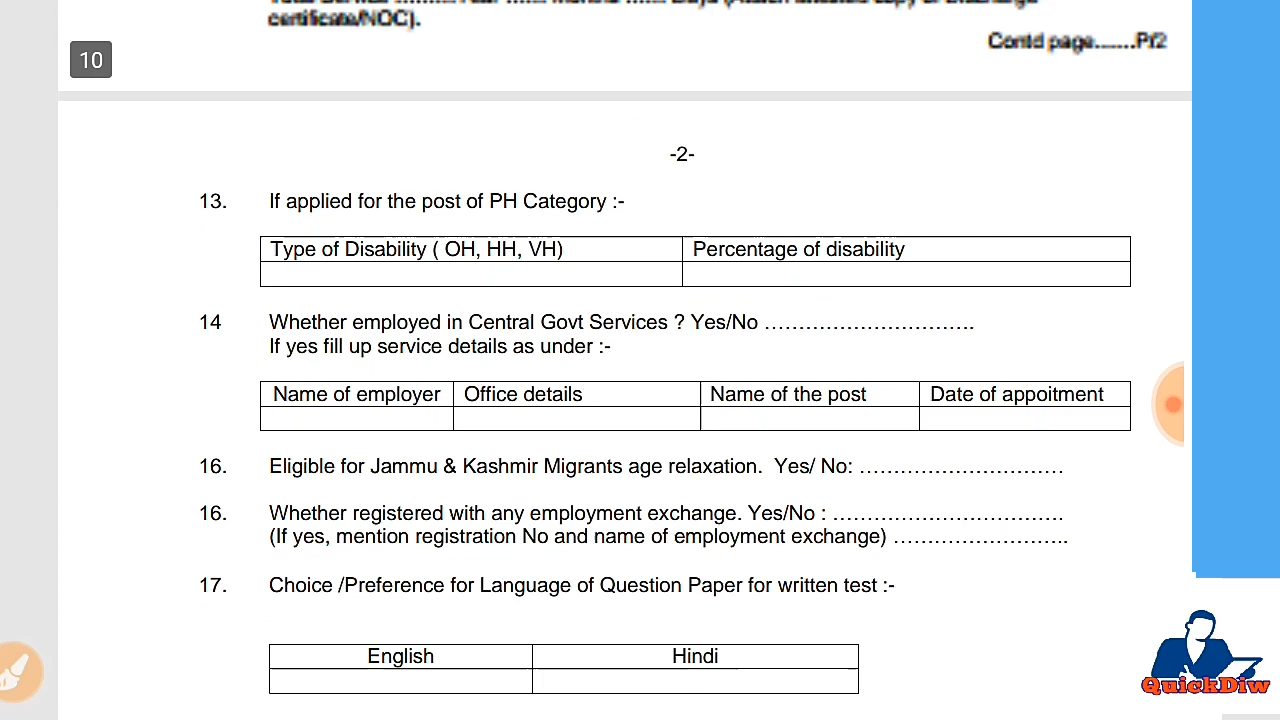 certificate/NOC).
Contd page.......P/2
10
-2-
13. If applied for the post of PH Category :-
Type of Disability ( OH, HH, VH) Percentage of disability
14 Whether employed in Central Govt Services ? Yes/No ………………………….
If yes fill up service details as under :-
Name of employer Office details Name of the post Date of appoitment
16. Eligible for Jammu & Kashmir Migrants age relaxation. Yes/ No: …………………………
16. Whether registered with any employment exchange. Yes/No : ……………………………
(If yes, mention registration No and name of employment exchange) ……………………..
17. Choice /Preference for Language of Question Paper for written test :-
English Hindi
QuickDiw